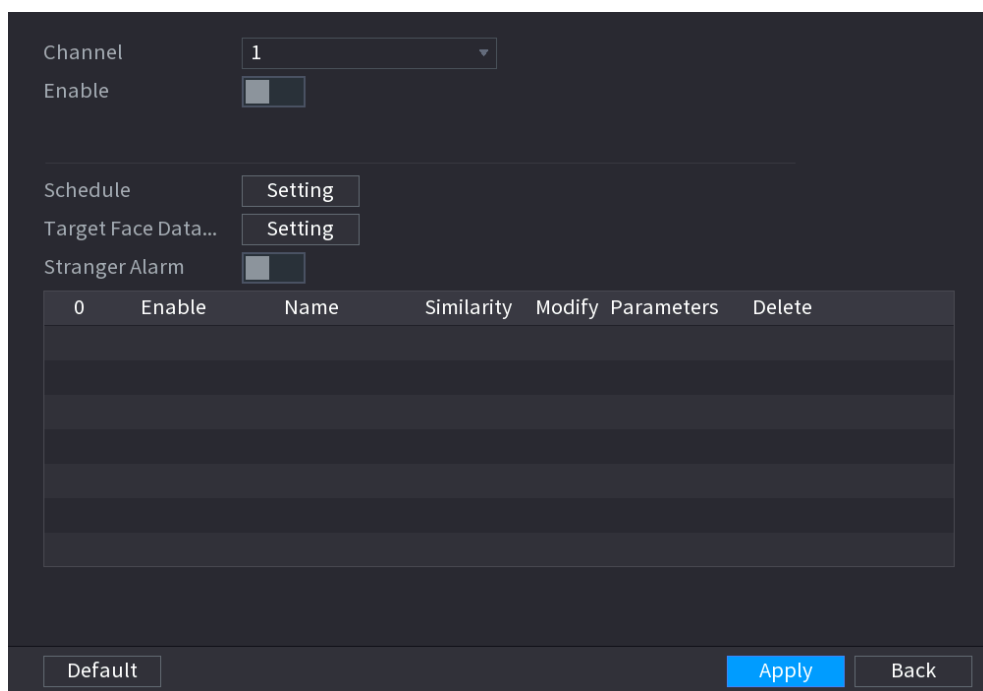 Channel 1
Enable
Schedule Setting
Target Face Data... Setting
Stranger Alarm
0 Enable Name Similarity Modify Parameters Delete
Default Apply Back